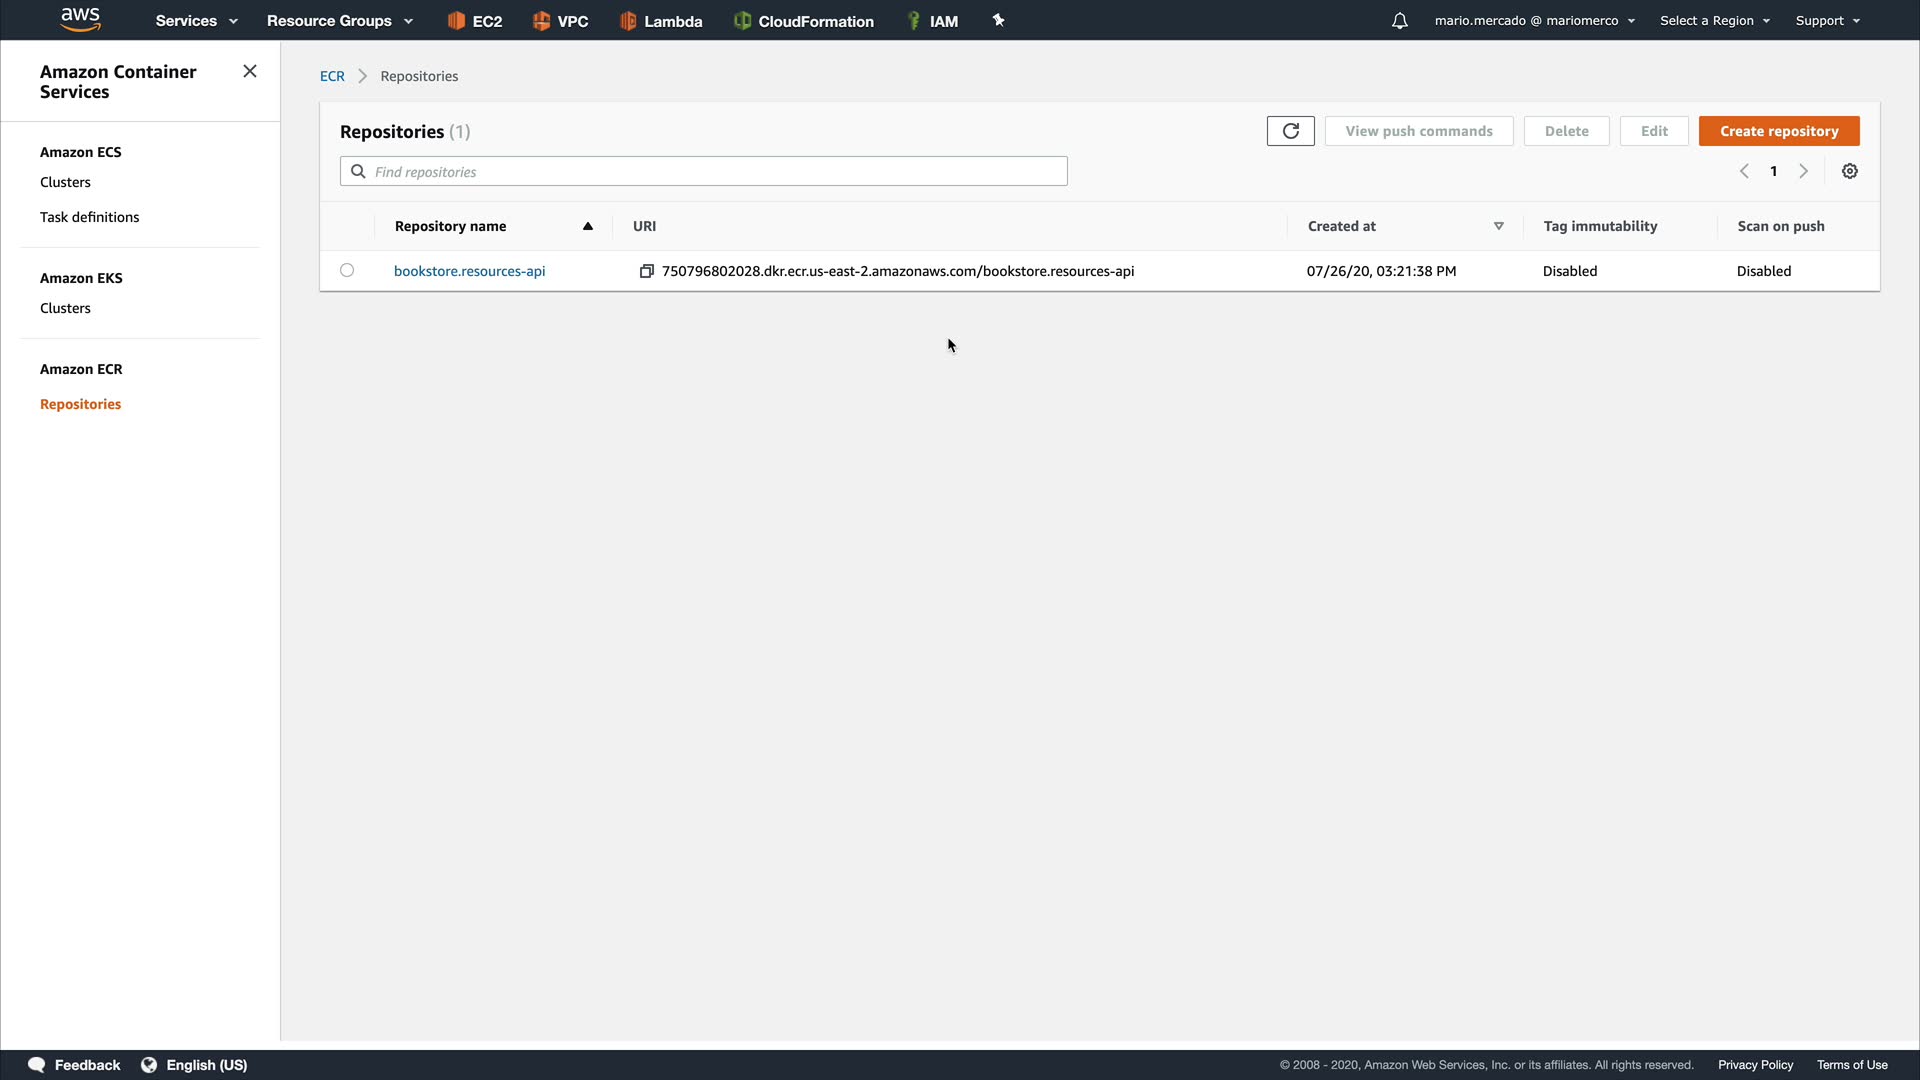 aws
Services
Resource Groups
EC2
VPC
Lambda
CloudFormation
IAM
mario.mercado @ mariomerco
Select a Region
Support
Amazon Container
Services
Amazon ECS
Clusters
Task definitions
Amazon EKS
Clusters
Amazon ECR
Repositories
ECR
Repositories
Repositories (1)
View push commands
Delete
Edit
Create repository
Find repositories
1
Repository name
URI
Created at
Tag immutability
Scan on push
bookstore.resources-api
750796802028.dkr.ecr.us-east-2.amazonaws.com/bookstore.resources-api
07/26/20, 03:21:38 PM
Disabled
Disabled
Feedback
English (US)
© 2008 - 2020, Amazon Web Services, Inc. or its affiliates. All rights reserved.
Privacy Policy
Terms of Use